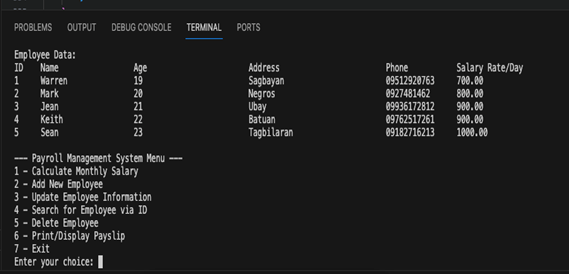 PROBLEMS OUTPUT DEBUG CONSOLE TERMINAL PORTS
Employee Data:
ID Name Age Address Phone Salary Rate/Day
1 Warren 19 Sagbayan 09512920763 700.00
2 Mark 20 Negros 0927481462 800.00
3 Jean 21 Ubay 09936172812 900.00
4 Keith 22 Batuan 09762517261 900.00
5 Sean 23 Tagbilaran 09182716213 1000.00
--- Payroll Management System Menu ---
1 - Calculate Monthly Salary
2 - Add New Employee
3 - Update Employee Information
4 - Search for Employee via ID
5 - Delete Employee
6 - Print/Display Payslip
7 - Exit
Enter your choice: